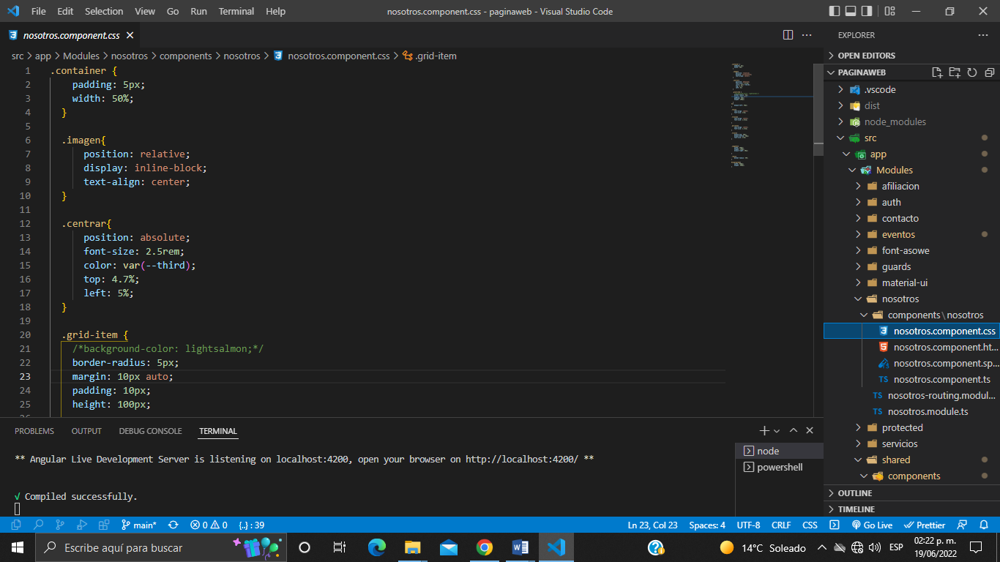 File Edit Selection View Go Run Terminal Help nosotros.component.css - paginaweb - Visual Studio Code
nosotros.component.css
src > app > Modules > nosotros > components > nosotros > nosotros.component.css > .grid-item
1 .container {
2 padding: 5px;
3 width: 50%;
4 }
5
6 .imagen{
7 position: relative;
8 display: inline-block;
9 text-align: center;
10 }
11
12 .centrar{
13 position: absolute;
14 font-size: 2.5rem;
15 color: var(--third);
16 top: 4.7%;
17 left: 5%;
18 }
19
20 .grid-item {
21 /*background-color: lightsalmon;*/
22 border-radius: 5px;
23 margin: 10px auto;
24 padding: 10px;
25 height: 100px;
PROBLEMS OUTPUT DEBUG CONSOLE TERMINAL
** Angular Live Development Server is listening on localhost:4200, open your browser on http://localhost:4200/ **
√ Compiled successfully.
node
powershell
EXPLORER
OPEN EDITORS
PAGINAWEB
.vscode
dist
node_modules
src
app
Modules
afiliacion
auth
contacto
eventos
font-asowe
guards
material-ui
nosotros
components\nosotros
nosotros.component.css
nosotros.component.ht...
nosotros.component.sp...
TS nosotros.component.ts
TS nosotros-routing.modul...
TS nosotros.module.ts
protected
servicios
shared
components
OUTLINE
TIMELINE
main* 0 0 {..} : 39 Ln 23, Col 23 Spaces: 4 UTF-8 CRLF CSS Go Live Prettier
Escribe aquí para buscar 14°C Soleado ESP 02:22 p. m.
19/06/2022